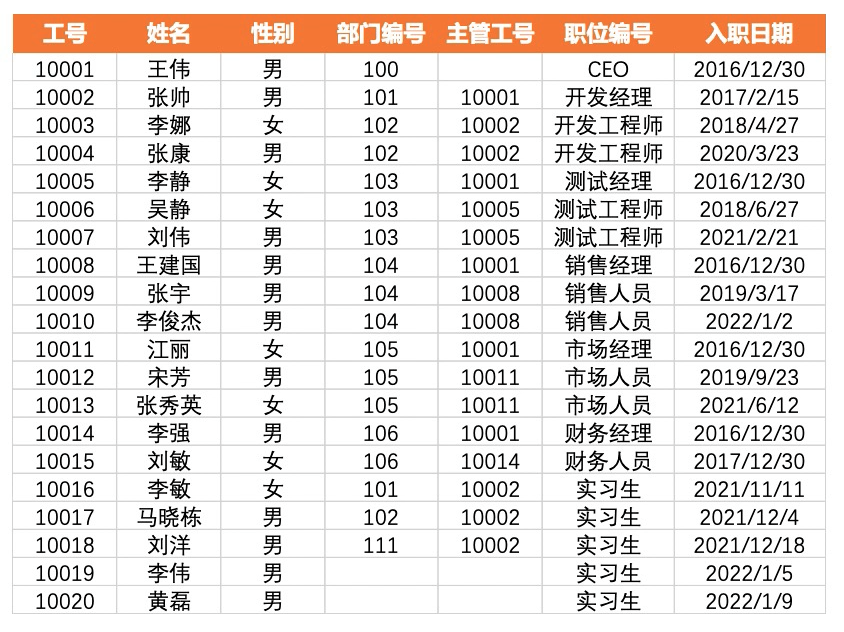 工号 姓名 性别 部门编号 主管工号 职位编号 入职日期
10001 王伟 男 100 CEO 2016/12/30
10002 张帅 男 101 10001 开发经理 2017/2/15
10003 李娜 女 102 10002 开发工程师 2018/4/27
10004 张康 男 102 10002 开发工程师 2020/3/23
10005 李静 女 103 10001 测试经理 2016/12/30
10006 吴静 女 103 10005 测试工程师 2018/6/27
10007 刘伟 男 103 10005 测试工程师 2021/2/21
10008 王建国 男 104 10001 销售经理 2016/12/30
10009 张宇 男 104 10008 销售人员 2019/3/17
10010 李俊杰 男 104 10008 销售人员 2022/1/2
10011 江丽 女 105 10001 市场经理 2016/12/30
10012 宋芳 男 105 10011 市场人员 2019/9/23
10013 张秀英 女 105 10011 市场人员 2021/6/12
10014 李强 男 106 10001 财务经理 2016/12/30
10015 刘敏 女 106 10014 财务人员 2017/12/30
10016 李敏 女 101 10002 实习生 2021/11/11
10017 马晓栋 男 102 10002 实习生 2021/12/4
10018 刘洋 男 111 10002 实习生 2021/12/18
10019 李伟 男 实习生 2022/1/5
10020 黄磊 男 实习生 2022/1/9